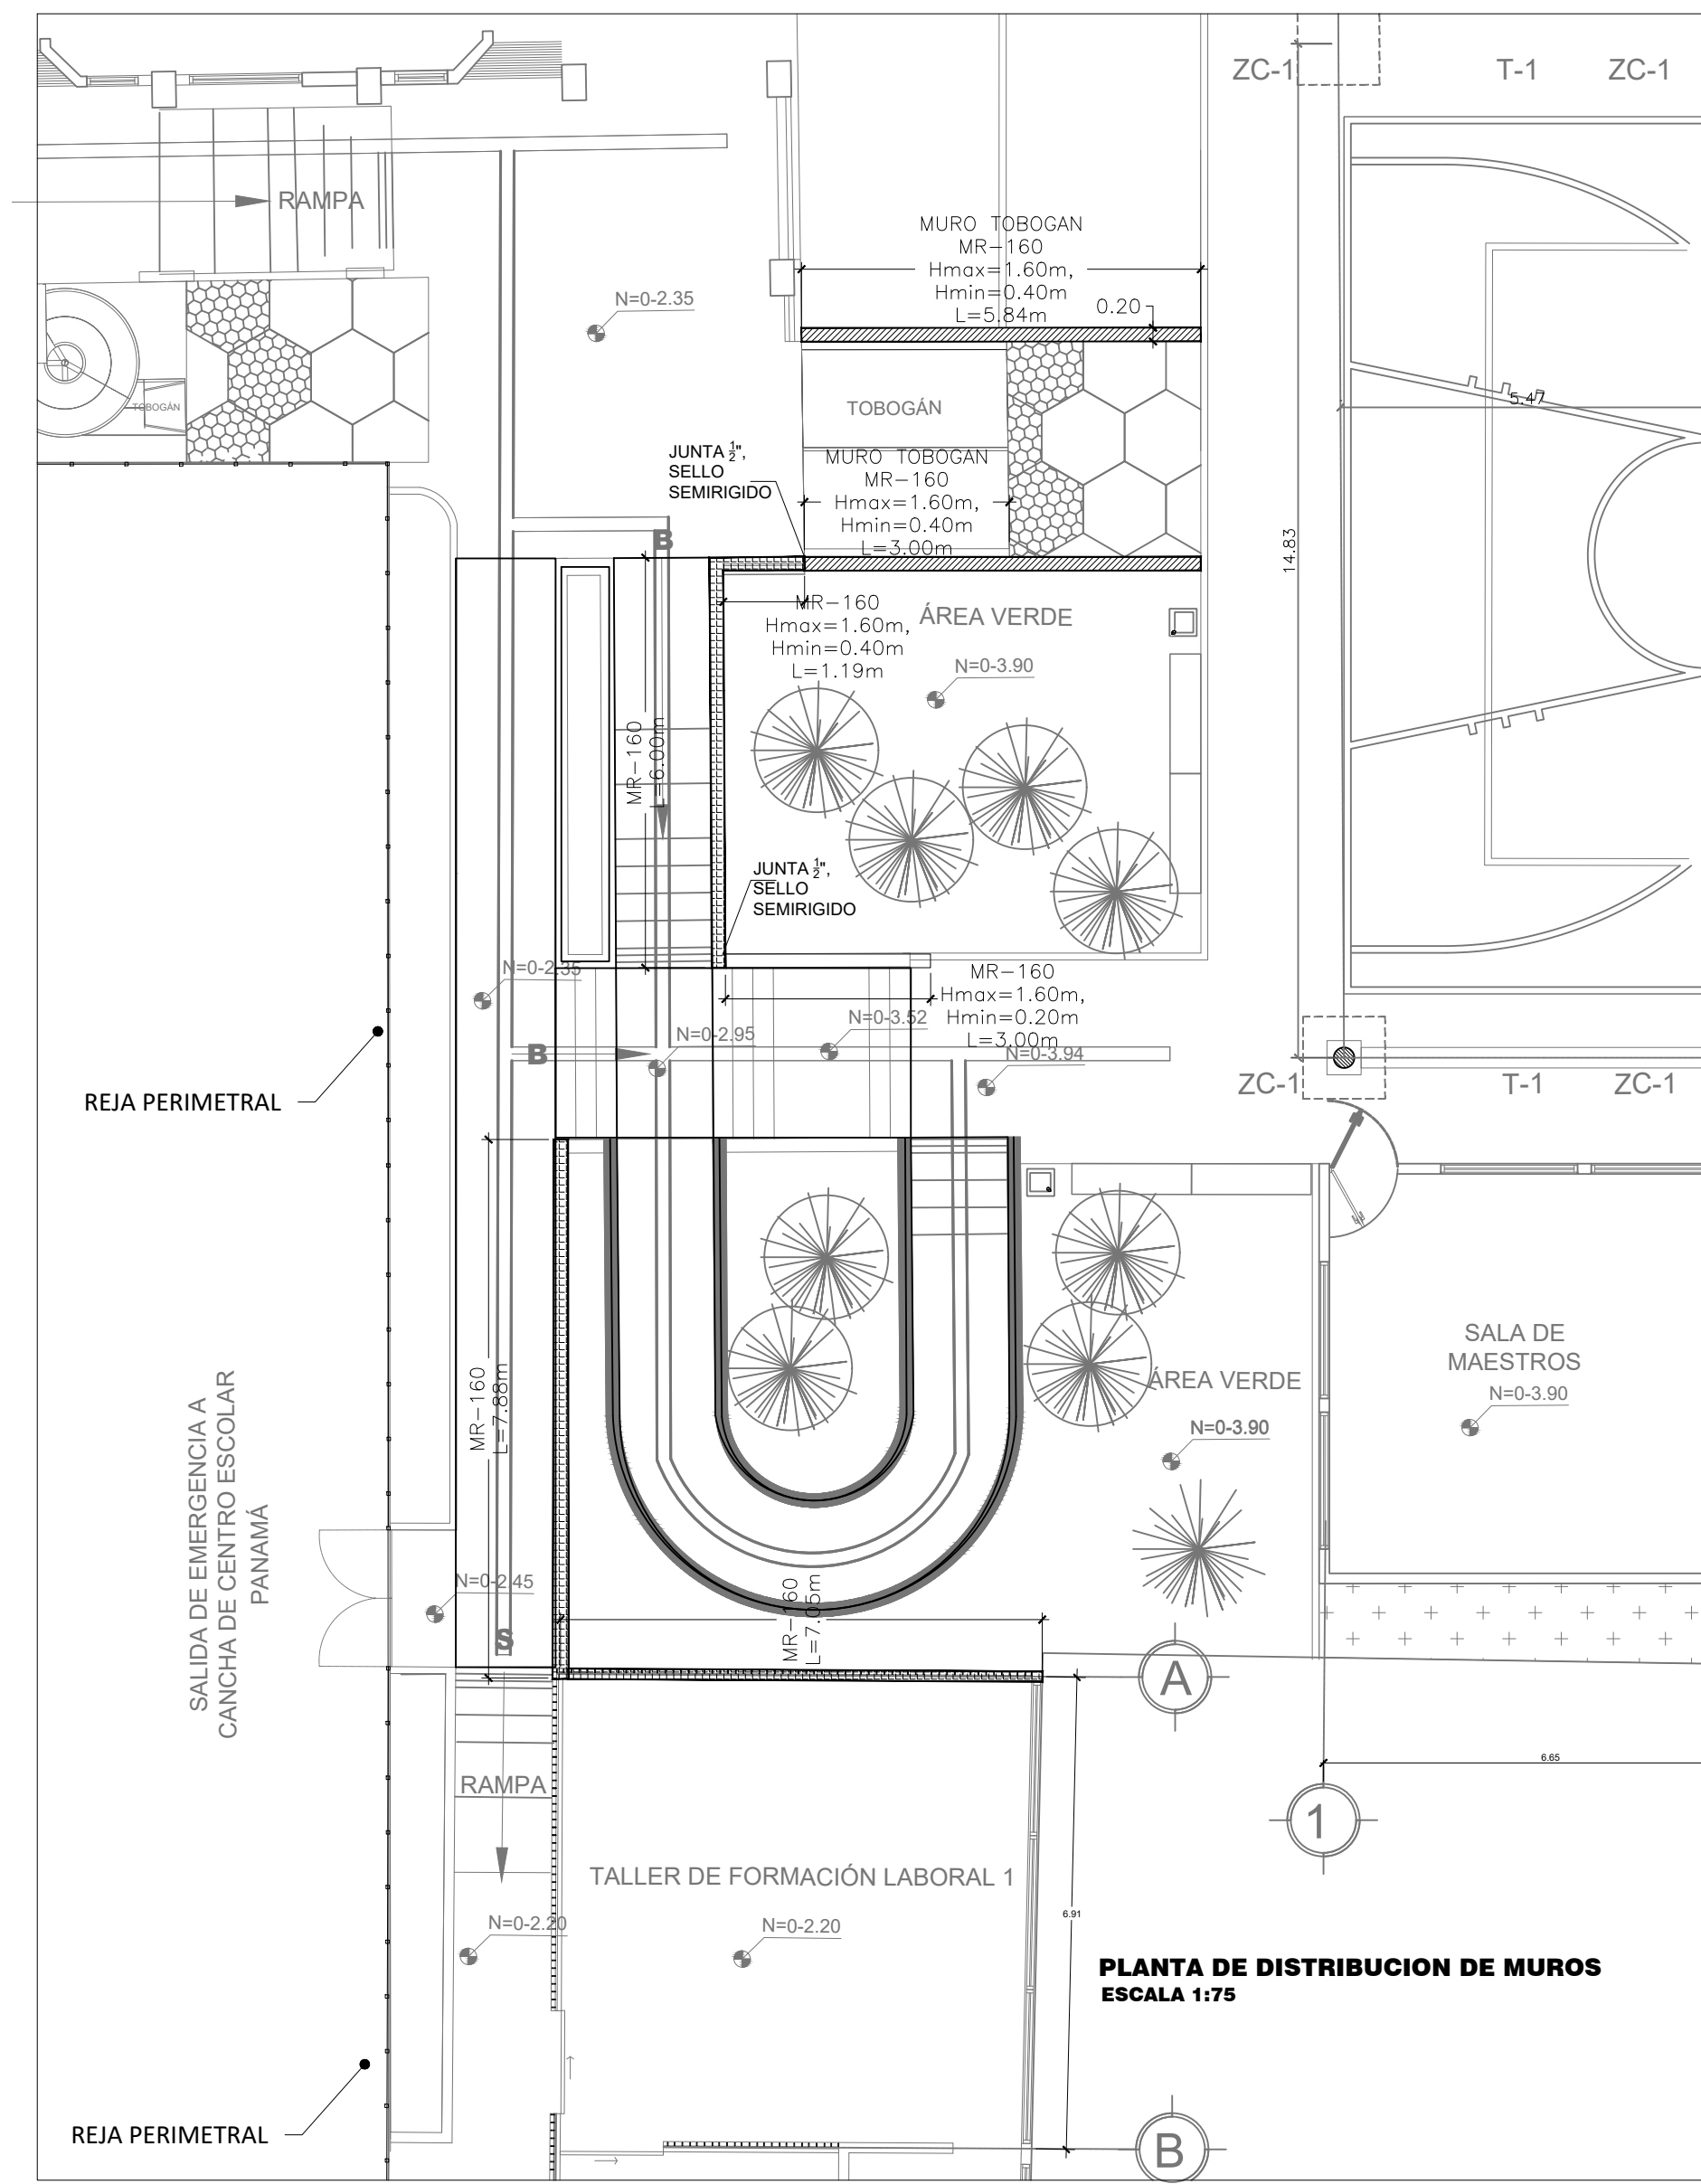 ZC-1
T-1
ZC-1
RAMPA
MURO TOBOGAN
MR-160
Hmax=1.60m,
Hmin=0.40m
L=5.84m
0.20
N=0-2.35
TOBOGÁN
TOBOGÁN
5.47
JUNTA ½",
SELLO
SEMIRIGIDO
MURO TOBOGAN
MR-160
Hmax=1.60m,
Hmin=0.40m
L=3.00m
14.83
B
MR-160
Hmax=1.60m,
Hmin=0.40m
L=1.19m
ÁREA VERDE
N=0-3.90
MR-160
L=6.00m
JUNTA ½",
SELLO
SEMIRIGIDO
N=0-2.35
MR-160
Hmax=1.60m,
Hmin=0.20m
L=3.00m
N=0-3.52
N=0-2.95
N=0-3.94
B
REJA PERIMETRAL
ZC-1
T-1
ZC-1
MR-160
L=7.88m
SALA DE
MAESTROS
N=0-3.90
ÁREA VERDE
N=0-3.90
SALIDA DE EMERGENCIA A
CANCHA DE CENTRO ESCOLAR
PANAMÁ
N=0-2.45
MR-160
L=7.05m
S
A
6.65
RAMPA
1
TALLER DE FORMACIÓN LABORAL 1
6.91
N=0-2.20
N=0-2.20
PLANTA DE DISTRIBUCION DE MUROS
ESCALA 1:75
REJA PERIMETRAL
B